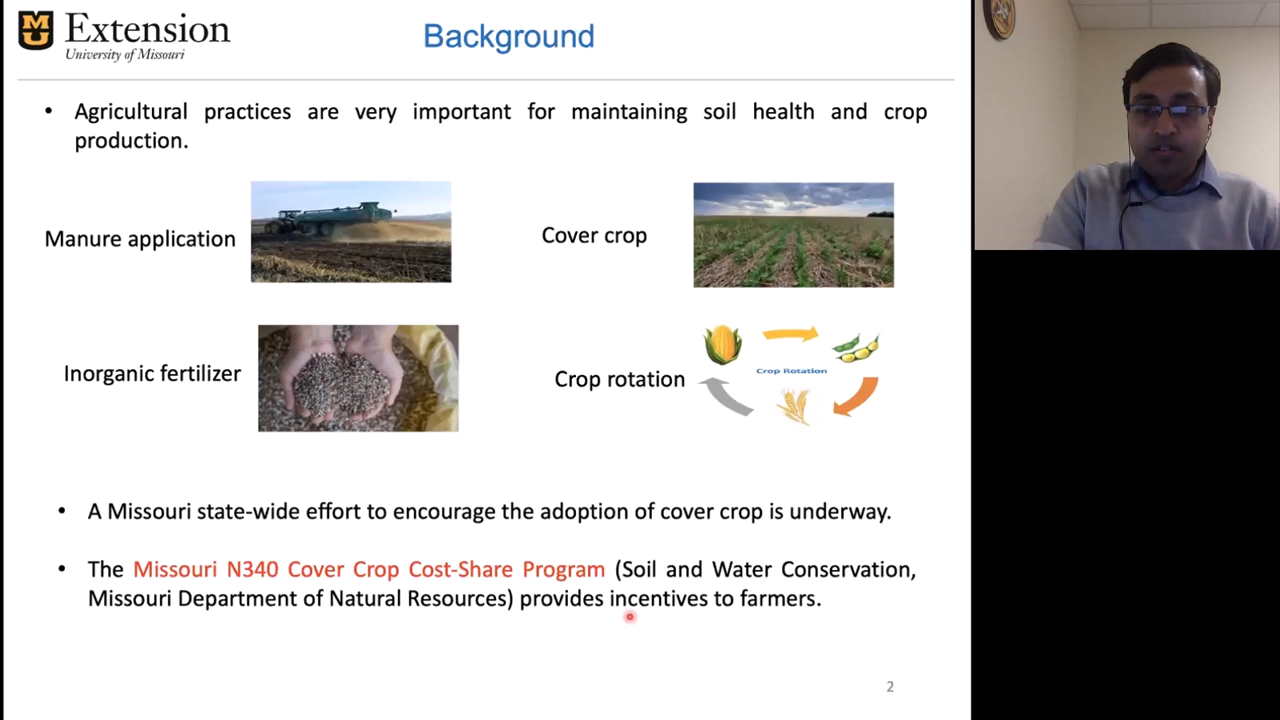 Extension
University of Missouri
Background
• Agricultural practices are very important for maintaining soil health and crop
production.
Manure application
Cover crop
Inorganic fertilizer
Crop rotation
Crop Rotation
• A Missouri state-wide effort to encourage the adoption of cover crop is underway.
• The Missouri N340 Cover Crop Cost-Share Program (Soil and Water Conservation,
Missouri Department of Natural Resources) provides incentives to farmers.
2